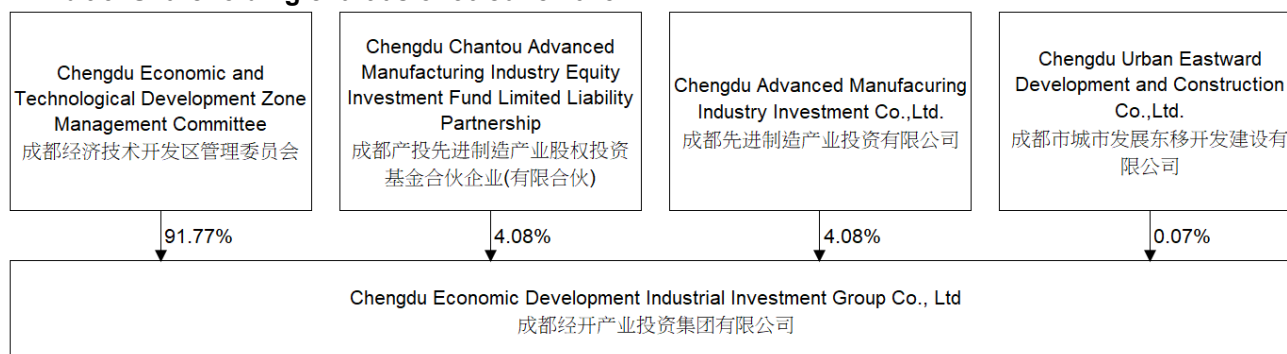 Chengdu Economic and
Technological Development Zone
Management Committee
成都经济技术开发区管理委员会
Chengdu Chantou Advanced
Manufacturing Industry Equity
Investment Fund Limited Liability
Partnership
成都产投先进制造产业股权投资
基金合伙企业(有限合伙)
Chengdu Advanced Manufacuring
Industry Investment Co.,Ltd.
成都先进制造产业投资有限公司
Chengdu Urban Eastward
Development and Construction
Co.,Ltd.
成都市城市发展东移开发建设有
限公司
91.77%
4.08%
4.08%
0.07%
Chengdu Economic Development Industrial Investment Group Co., Ltd
成都经开产业投资集团有限公司